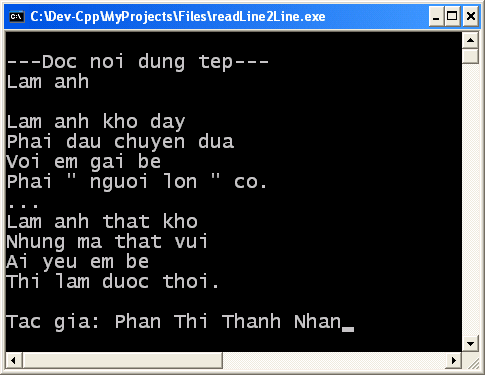 C:\Dev-Cpp\MyProjects\Files\readLine2Line.exe
---Doc noi dung tep---
Lam anh
Lam anh kho day
Phai dau chuyen dua
Voi em gai be
Phai " nguoi lon " co.
...
Lam anh that kho
Nhung ma that vui
Ai yeu em be
Thi lam duoc thoi.
Tac gia: Phan Thi Thanh Nhan_